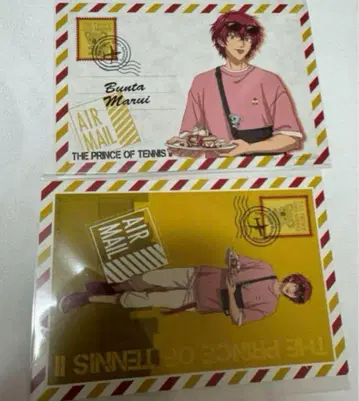 Bunta
Marui
AIR
MAIL
THE PRINCE OF TENNIS II
AIR
MAIL
THE PRINCE OF TENNIS II